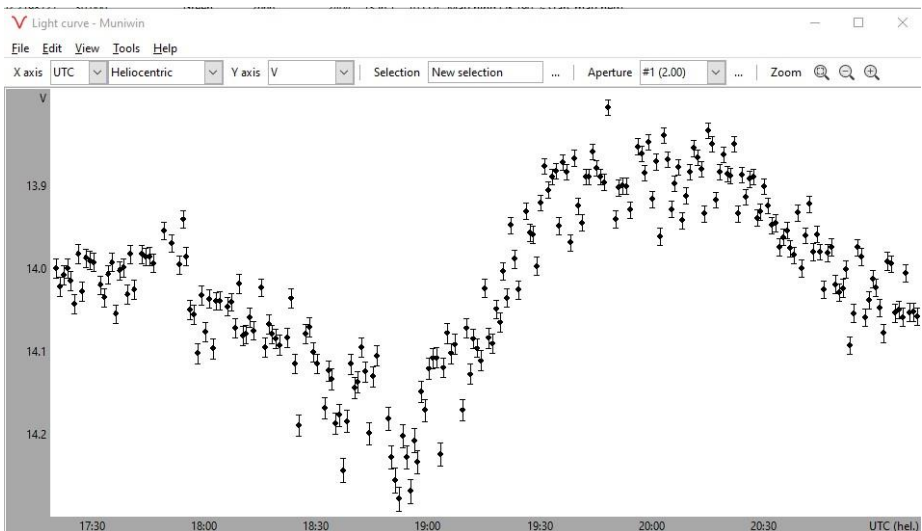 Light curve - Muniwin
File Edit View Tools Help
X axis UTC Heliocentric Y axis V Selection New selection ... Aperture #1 (2.00) ... Zoom
V
13.9
14.0
14.1
14.2
17:30 18:00 18:30 19:00 19:30 20:00 20:30 UTC (hel.)